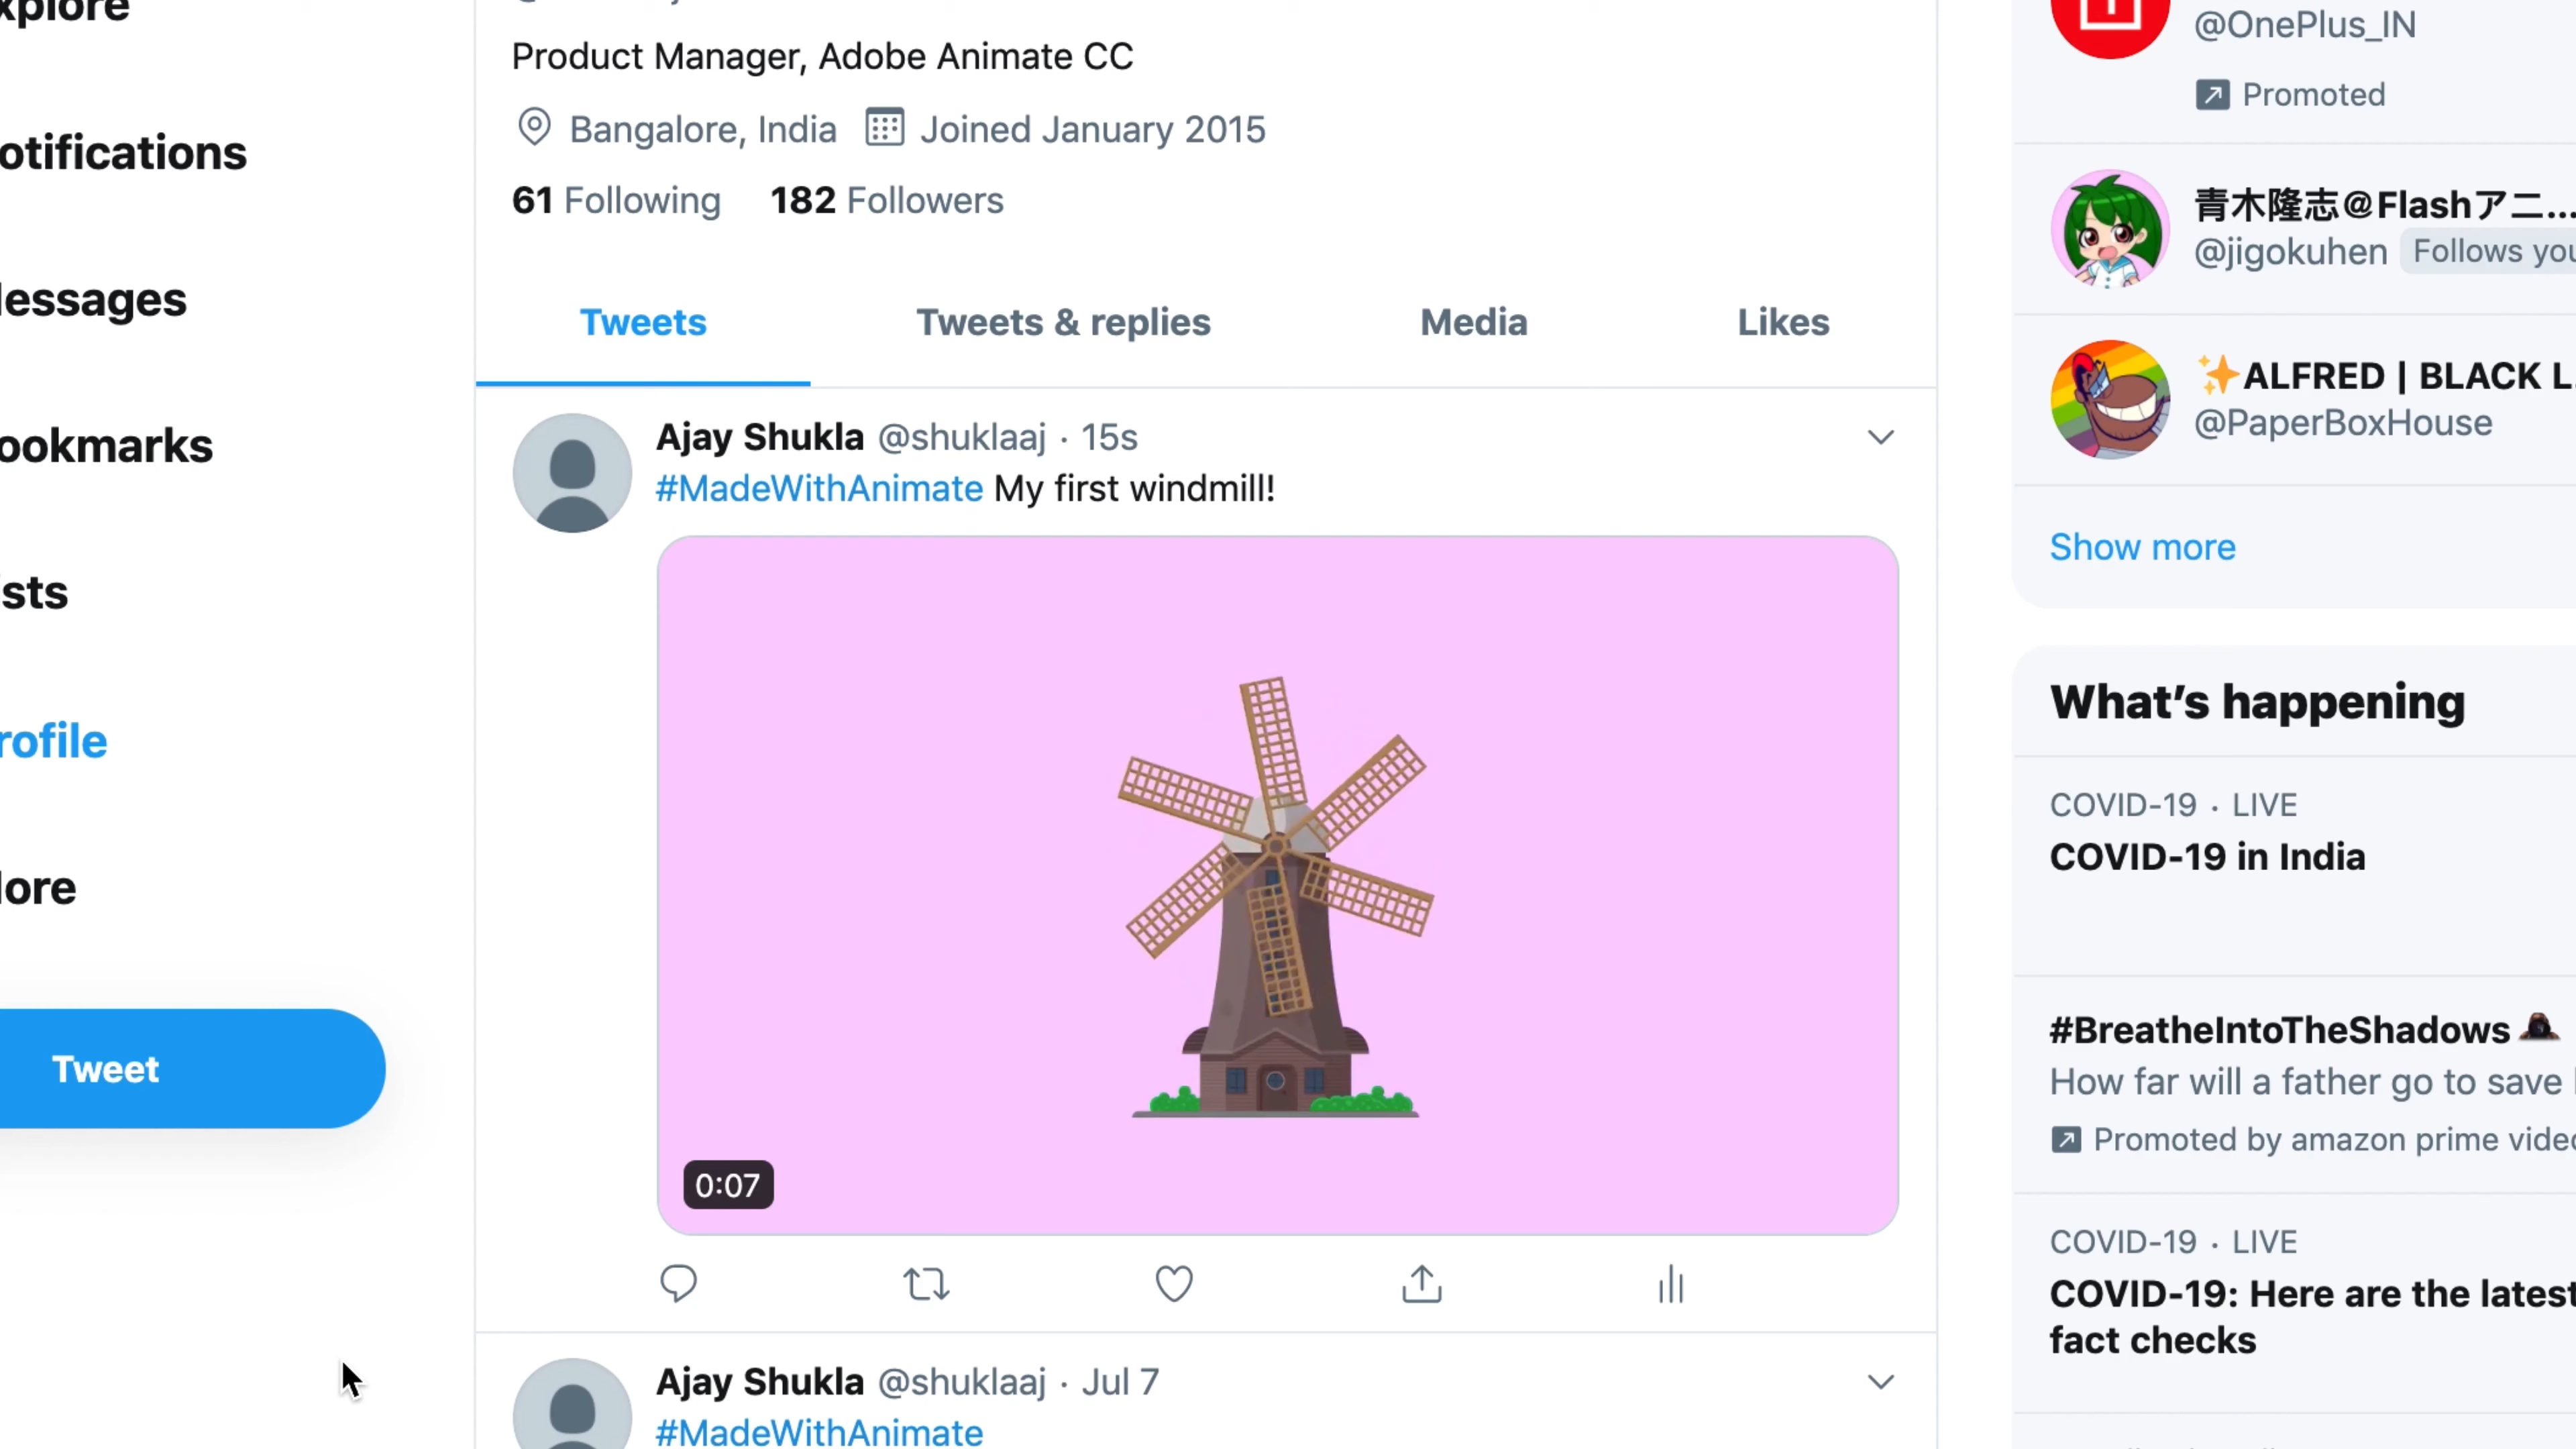 xplore
otifications
essages
ookmarks
ists
rofile
ore
Tweet
Product Manager, Adobe Animate CC
Bangalore, India Joined January 2015
61 Following 182 Followers
Tweets Tweets & replies Media Likes
Ajay Shukla @shuklaaj · 15s
#MadeWithAnimate My first windmill!
0:07
Ajay Shukla @shuklaaj · Jul 7
#MadeWithAnimate
@OnePlus_IN
Promoted
青木隆志@Flashアニ...
@jigokuhen Follows you
✨ALFRED | BLACK L
@PaperBoxHouse
Show more
What's happening
COVID-19 · LIVE
COVID-19 in India
#BreatheIntoTheShadows
How far will a father go to save
Promoted by amazon prime video
COVID-19 · LIVE
COVID-19: Here are the latest
fact checks